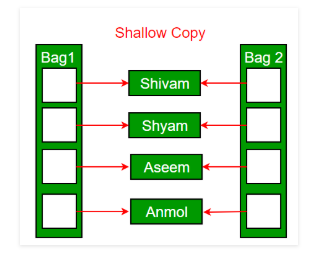 Shallow Copy
Bag1
Bag 2
Shivam
Shyam
Aseem
Anmol